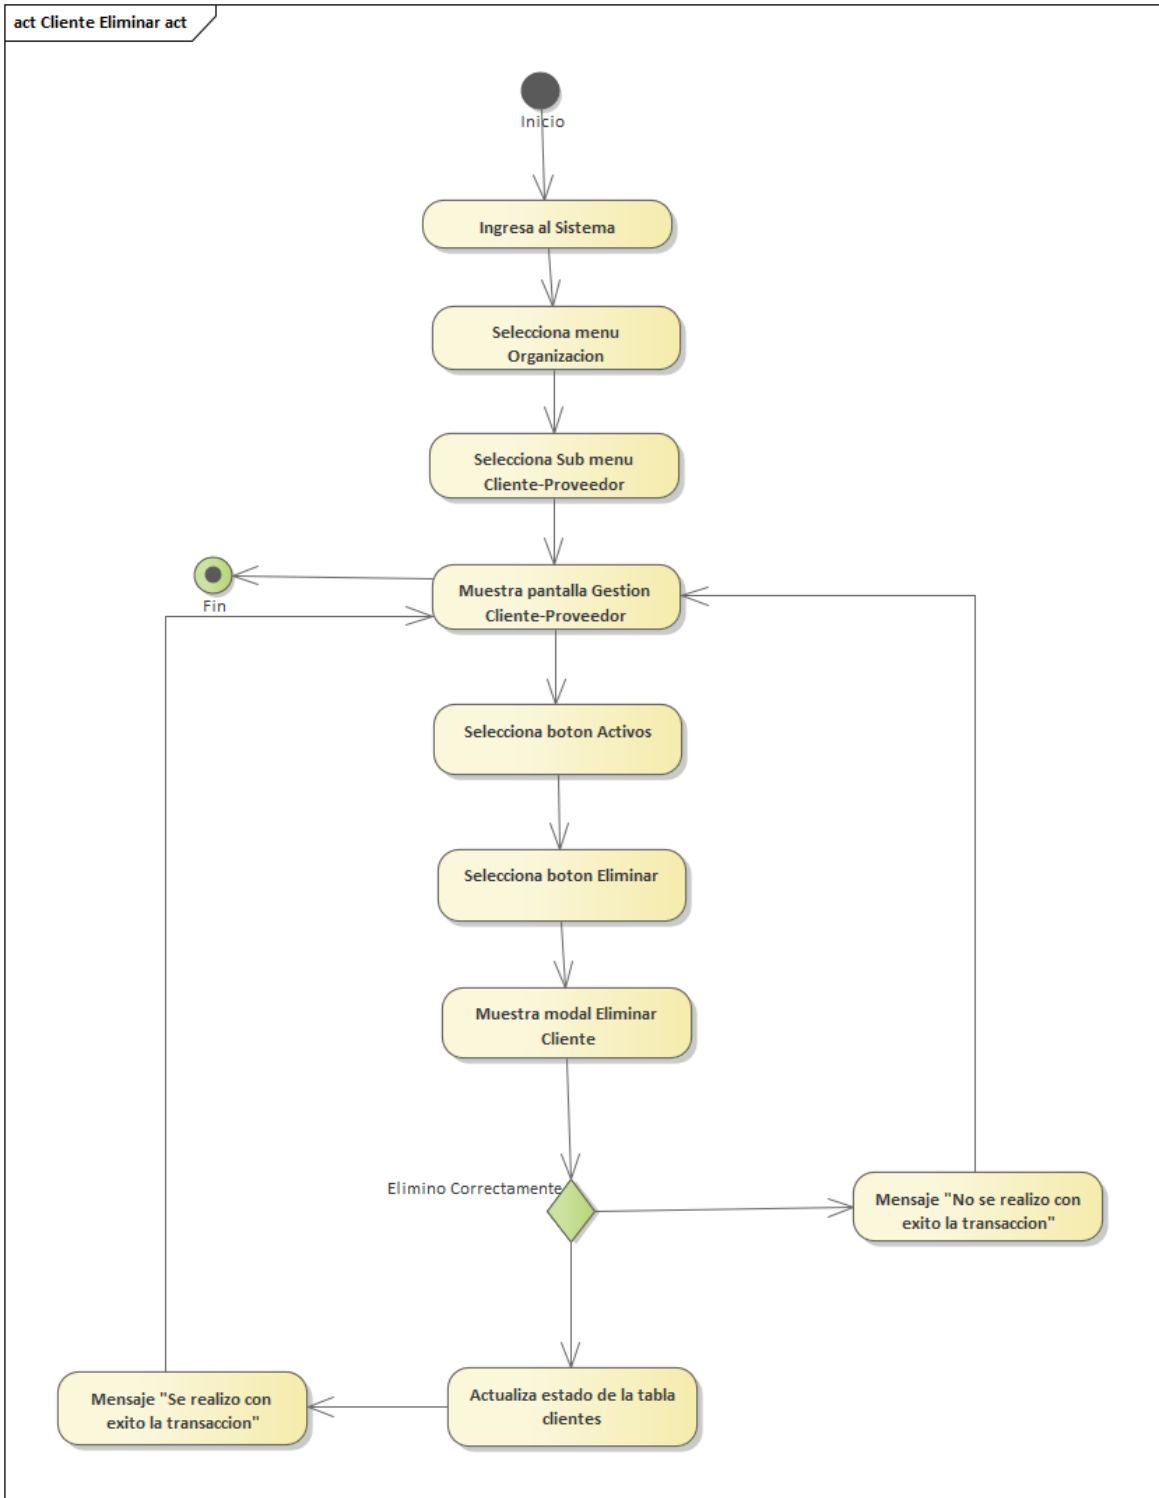 act Cliente Eliminar act
Inicio
Ingresa al Sistema
Selecciona menu
Organizacion
Selecciona Sub menu
Cliente-Proveedor
Fin
Muestra pantalla Gestion
Cliente-Proveedor
Selecciona boton Activos
Selecciona boton Eliminar
Muestra modal Eliminar
Cliente
Elimino Correctamente
Mensaje "No se realizo con
exito la transaccion"
Actualiza estado de la tabla
clientes
Mensaje "Se realizo con
exito la transaccion"